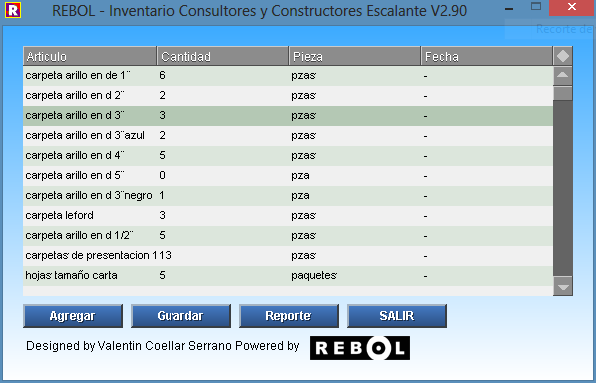 R REBOL - Inventario Consultores y Constructores Escalante V2.90
Recorte de
Articulo Cantidad Pieza Fecha
carpeta arillo en de 1¨ 6 pzas -
carpeta arillo en d 2¨ 2 pzas -
carpeta arillo en d 3¨ 3 pzas -
carpeta arillo en d 3¨azul 2 pzas -
carpeta arillo en d 4¨ 5 pzas -
carpeta arillo en d 5¨ 0 pza -
carpeta arillo en d 3¨negro 1 pza -
carpeta leford 3 pzas -
carpeta arillo en d 1/2¨ 5 pzas -
carpetas de presentacion 113 pzas -
hojas tamaño carta 5 paquetes -
Agregar Guardar Reporte SALIR
Designed by Valentin Coellar Serrano Powered by REBOL